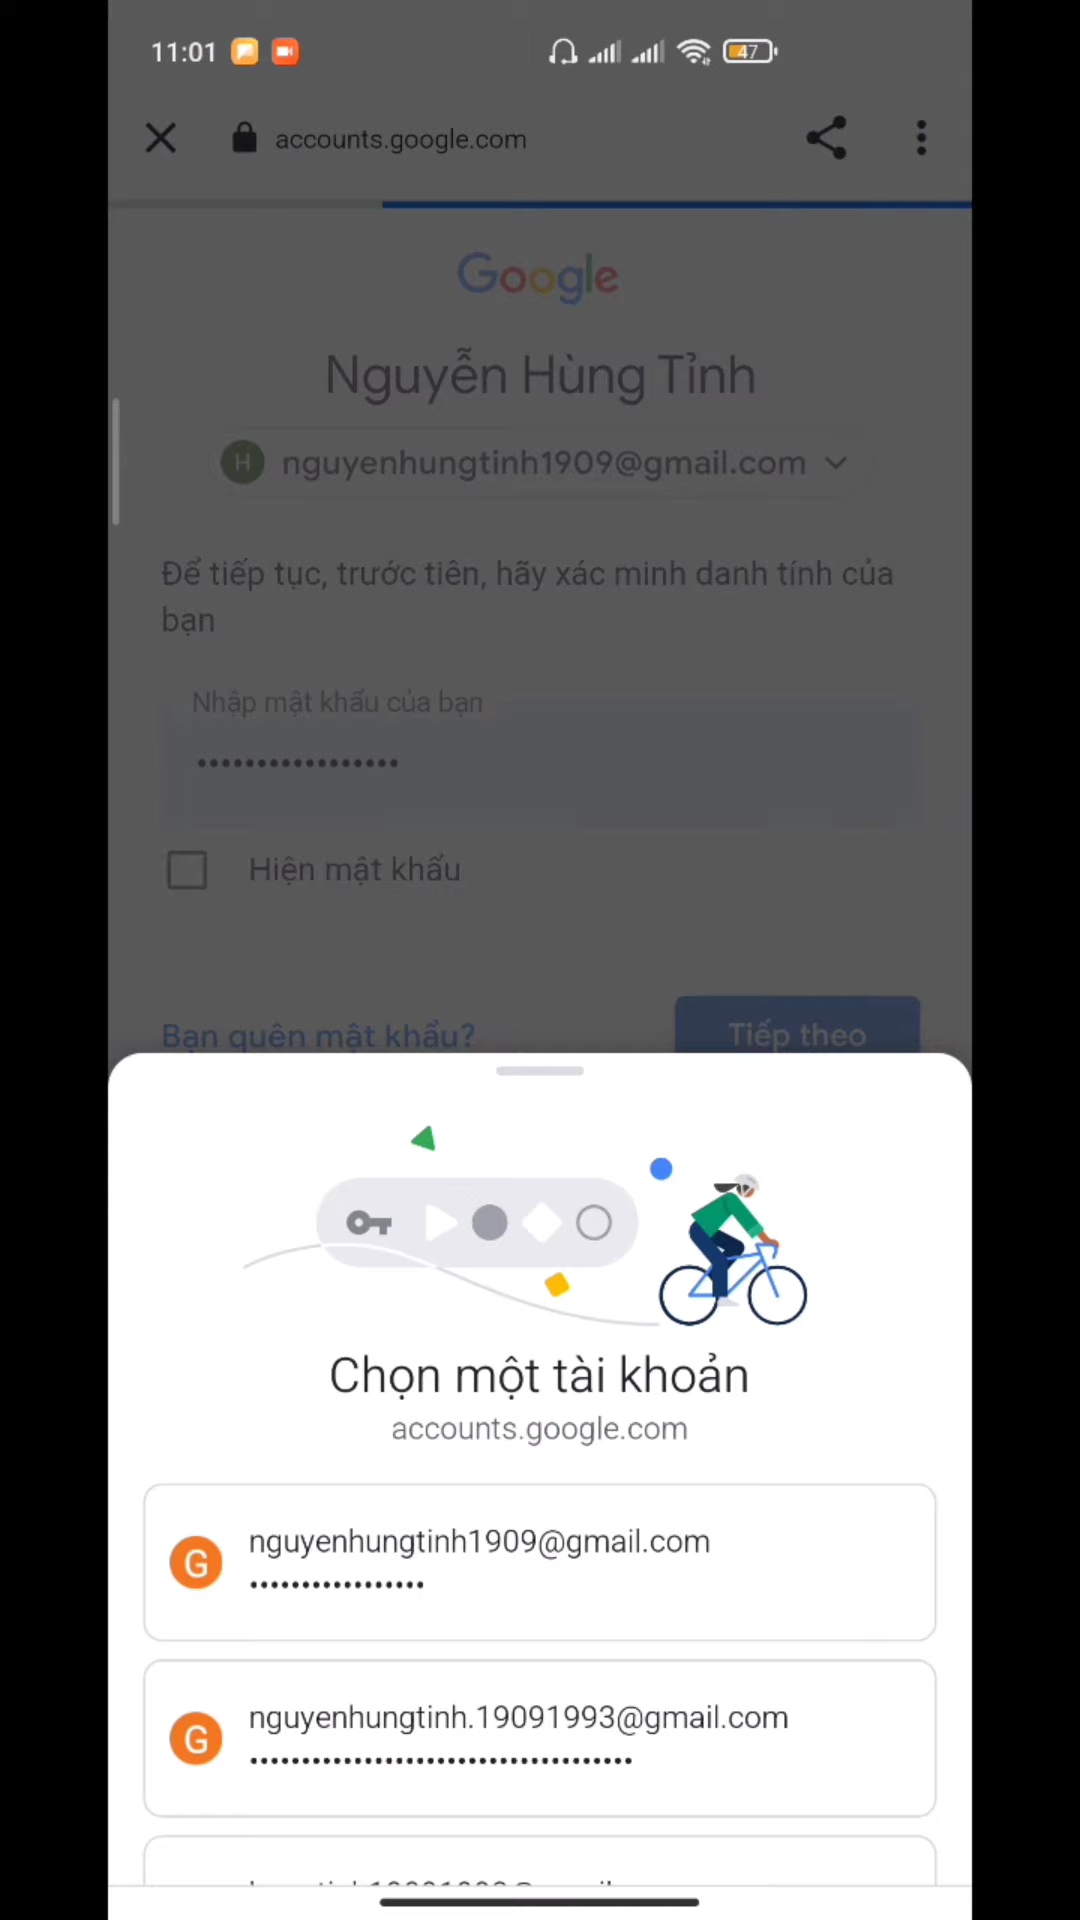 11:01
47
accounts.google.com
Google
Nguyễn Hùng Tỉnh
H nguyenhungtinh1909@gmail.com
Để tiếp tục, trước tiên, hãy xác minh danh tính của
bạn
Nhập mật khẩu của bạn
•••••••••••••••••
Hiện mật khẩu
Bạn quên mật khẩu?
Tiếp theo
Chọn một tài khoản
accounts.google.com
G
nguyenhungtinh1909@gmail.com
•••••••••••••••••
G
nguyenhungtinh.19091993@gmail.com
•••••••••••••••••••••••••••••••••••••